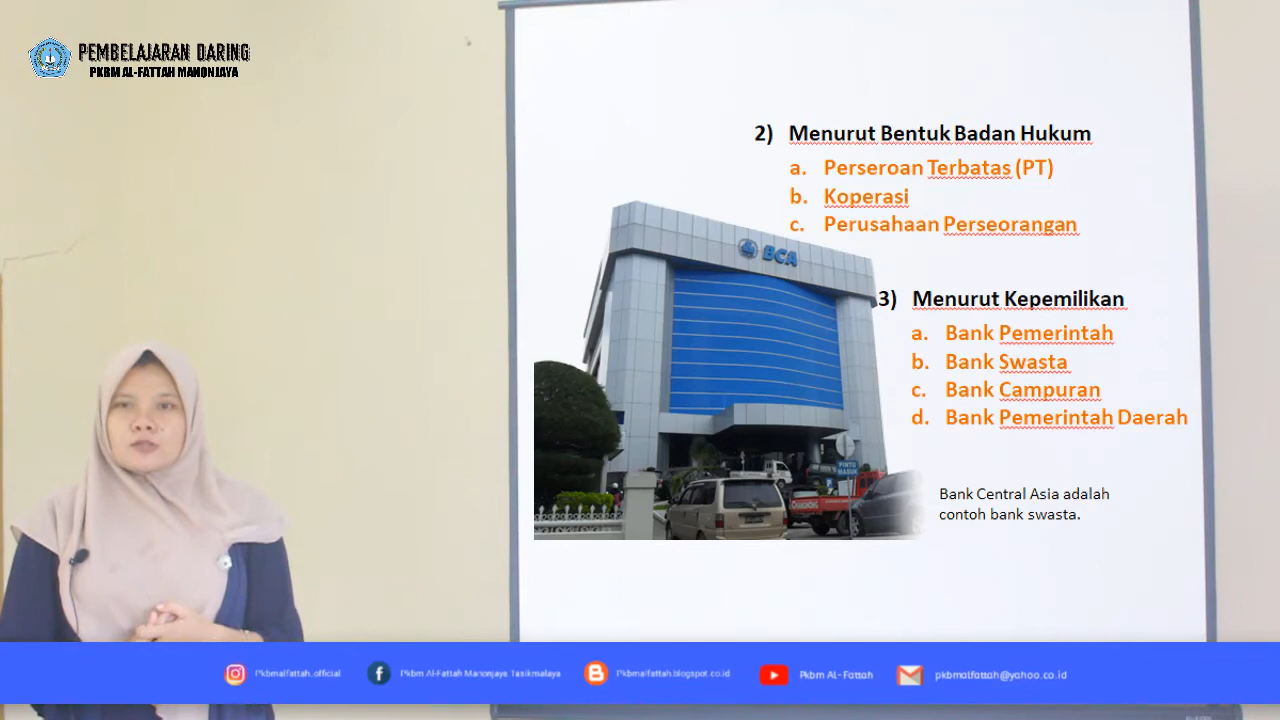 PEMBELAJARAN DARING
PKBM AL-FATTAH MANONJAYA
2) Menurut Bentuk Badan Hukum
a. Perseroan Terbatas (PT)
b. Koperasi
c. Perusahaan Perseorangan
BCA
3) Menurut Kepemilikan
a. Bank Pemerintah
b. Bank Swasta
c. Bank Campuran
d. Bank Pemerintah Daerah
PINTU
MASUK
Bank Central Asia adalah
contoh bank swasta.
Pkbmalfattah_official
Pkbm Al-Fattah Manonjaya Tasikmalaya
Pkbmalfattah.blogspot.co.id
Pkbm AL-Fattah
pkbmalfattah@yahoo.co.id